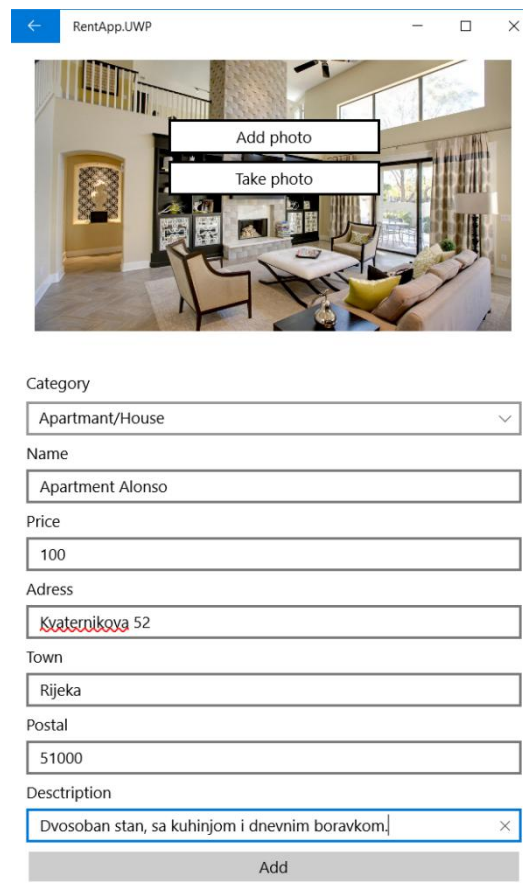 RentApp.UWP
Add photo
Take photo
Category
Apartmant/House
Name
Apartment Alonso
Price
100
Adress
Kvaternikova 52
Town
Rijeka
Postal
51000
Desctription
Dvosoban stan, sa kuhinjom i dnevnim boravkom.
Add